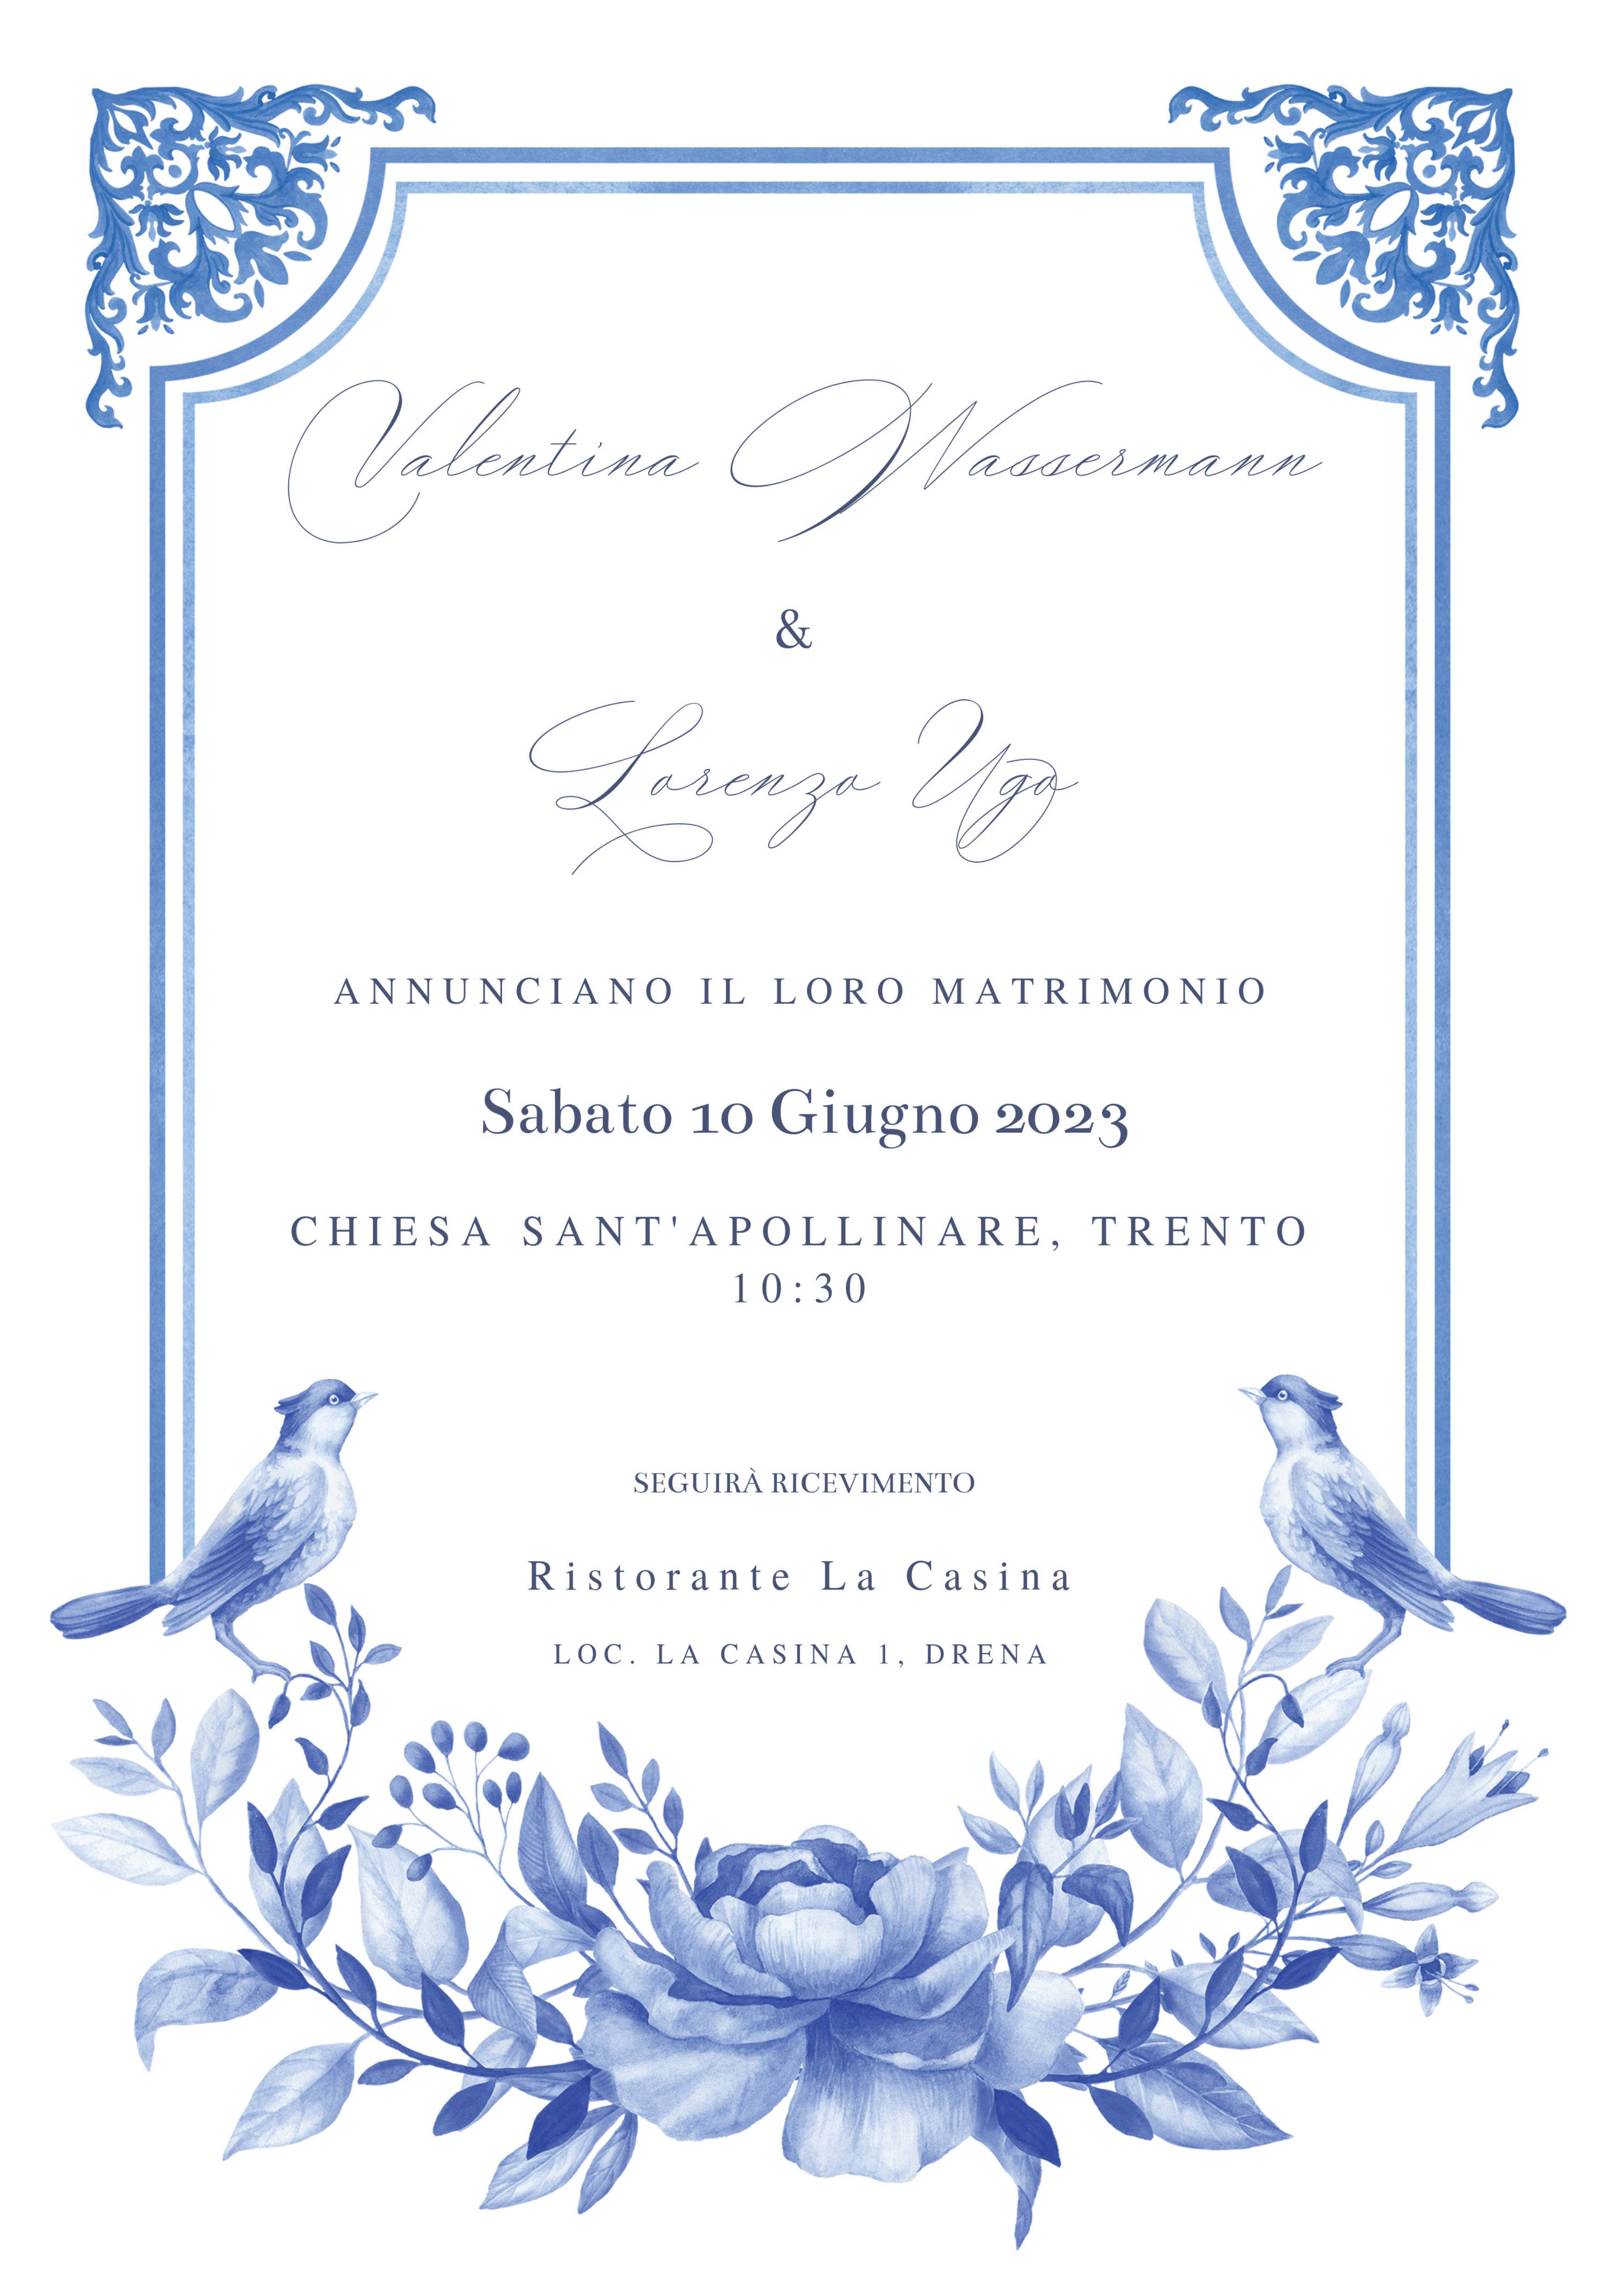 Valentina Wassermann
&
Lorenzo Ugo
ANNUNCIANO IL LORO MATRIMONIO
Sabato 10 Giugno 2023
CHIESA SANT'APOLLINARE, TRENTO
10:30
SEGUIRÀ RICEVIMENTO
Ristorante La Casina
LOC. LA CASINA 1, DRENA